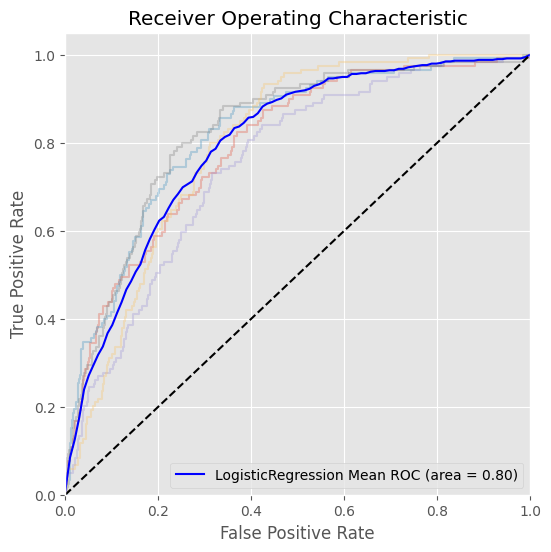 Receiver Operating Characteristic
1.0
0.8
0.6
0.4
0.2
0.0
True Positive Rate
LogisticRegression Mean ROC (area = 0.80)
0.0 0.2 0.4 0.6 0.8 1.0
False Positive Rate